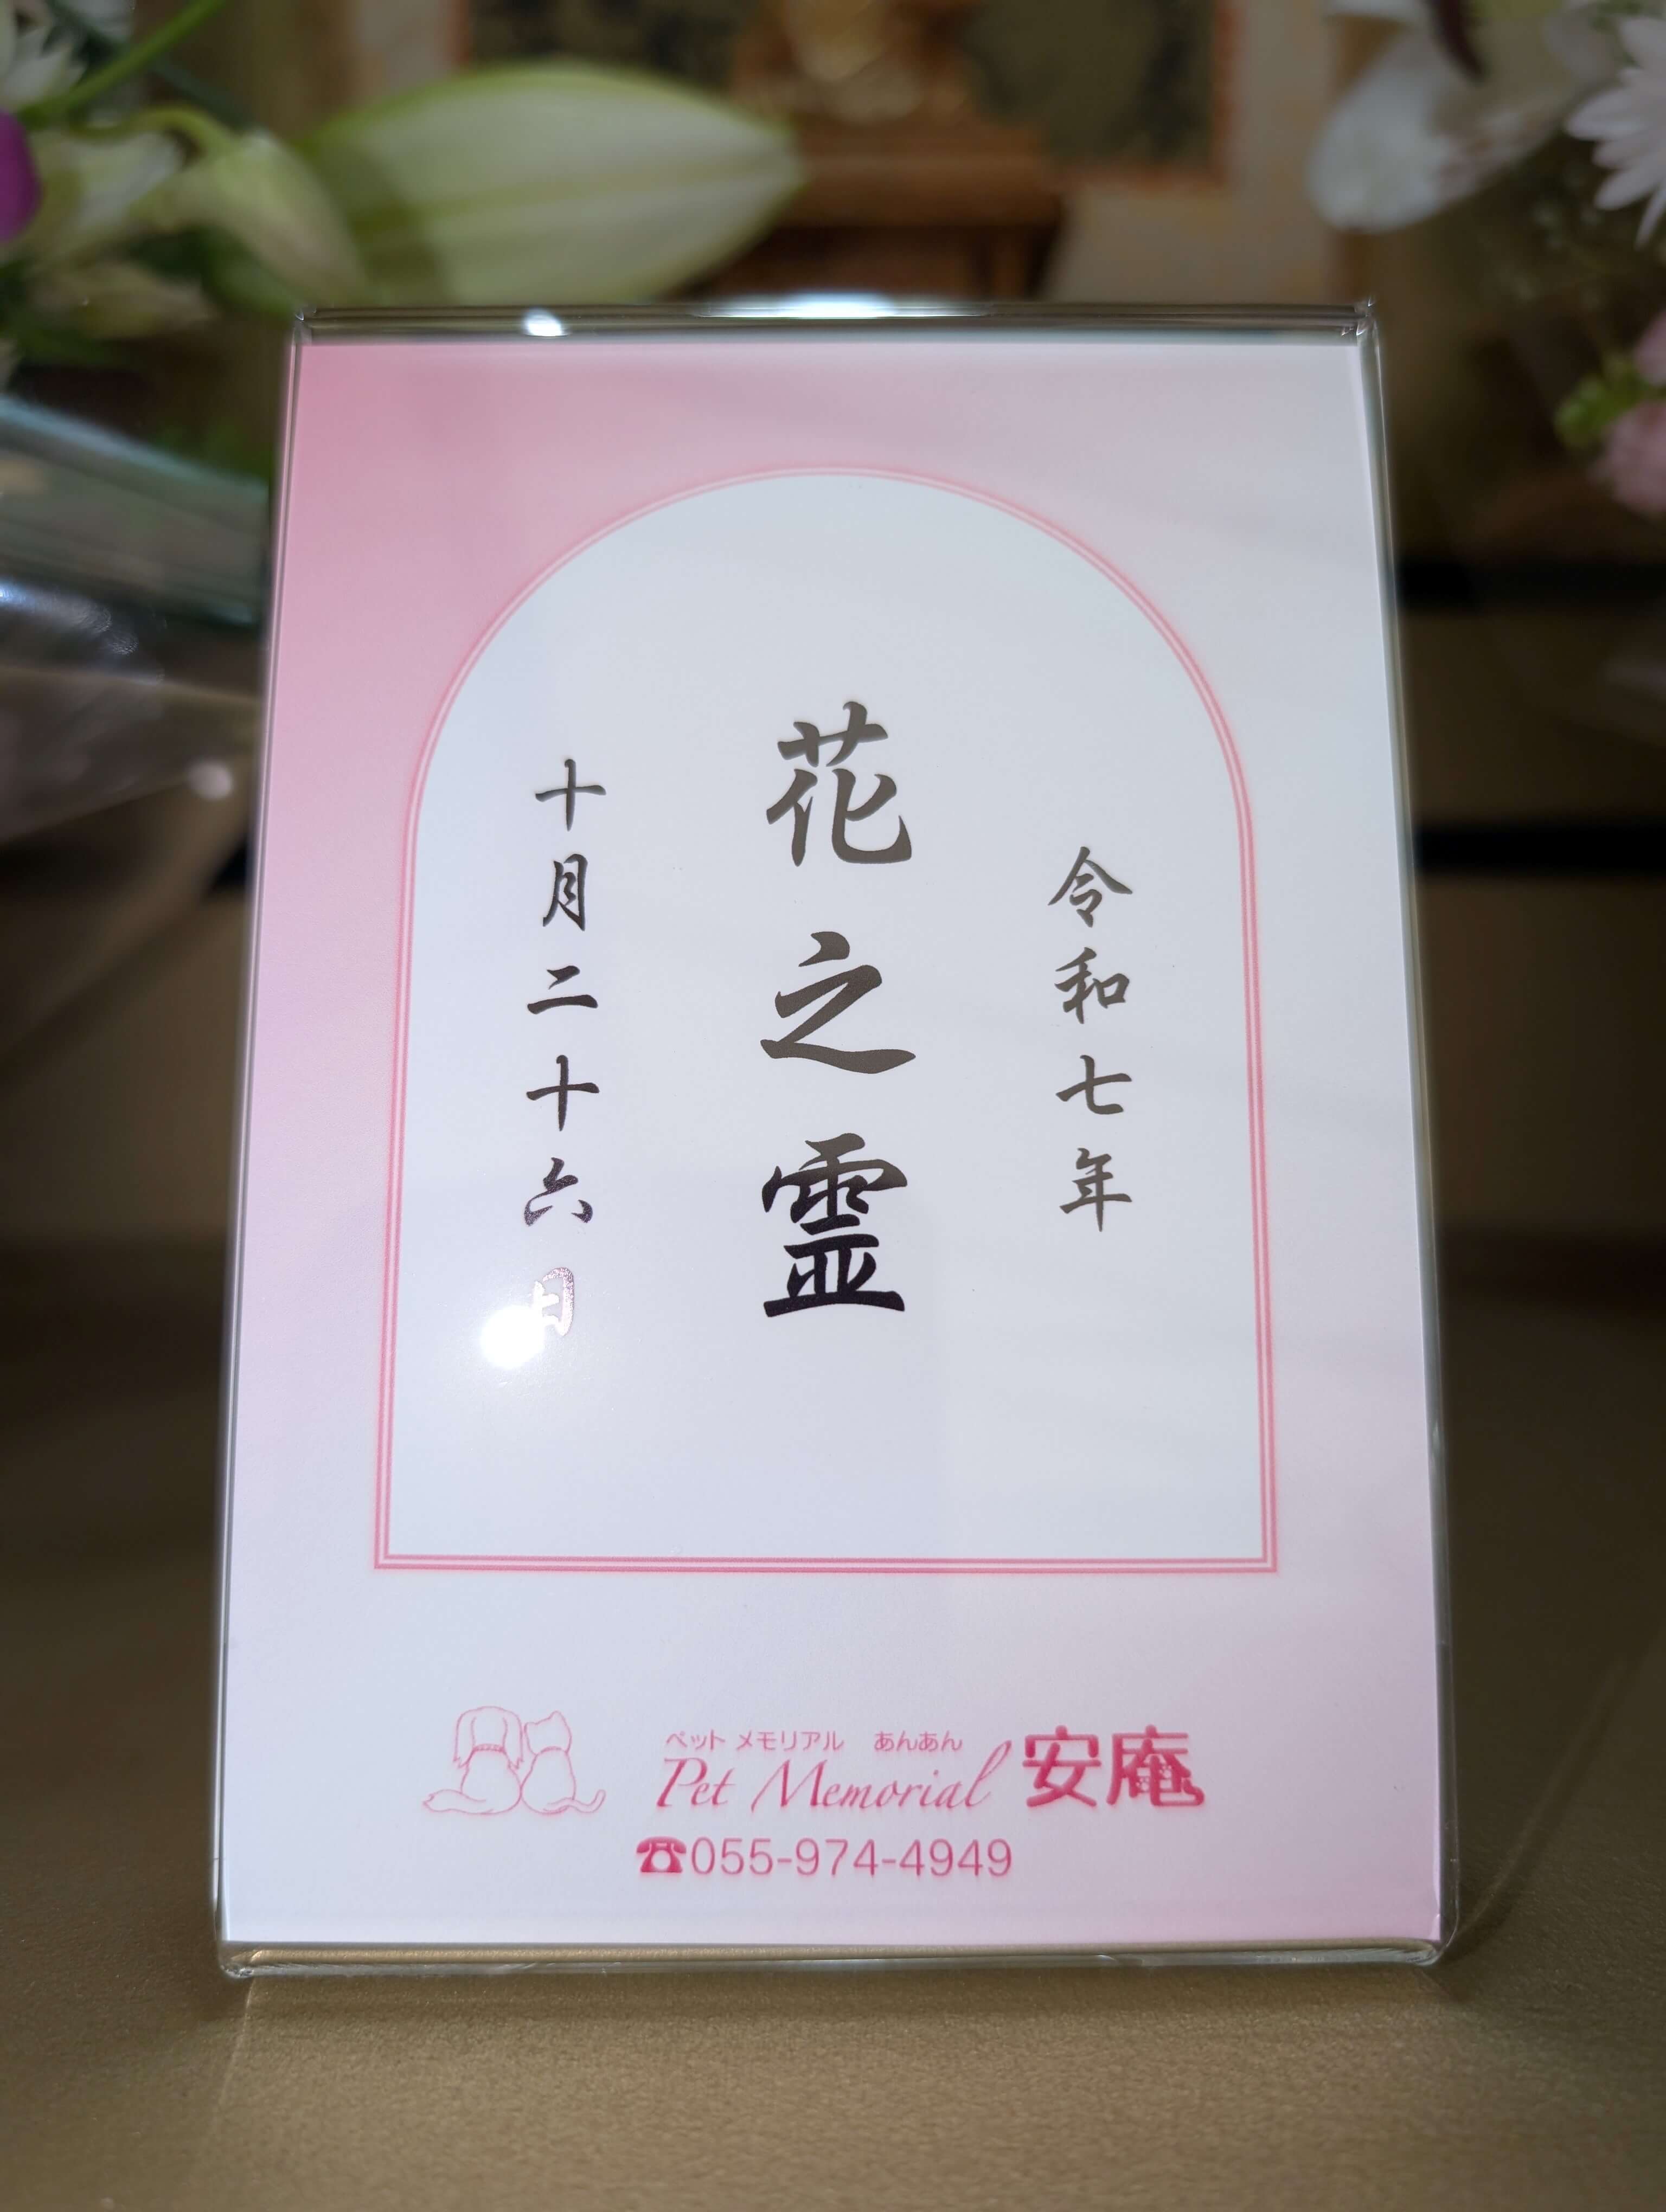 令和七年
花之霊
十月二十六日
ペット メモリアル あんあん
Pet Memorial 安庵
☎055-974-4949